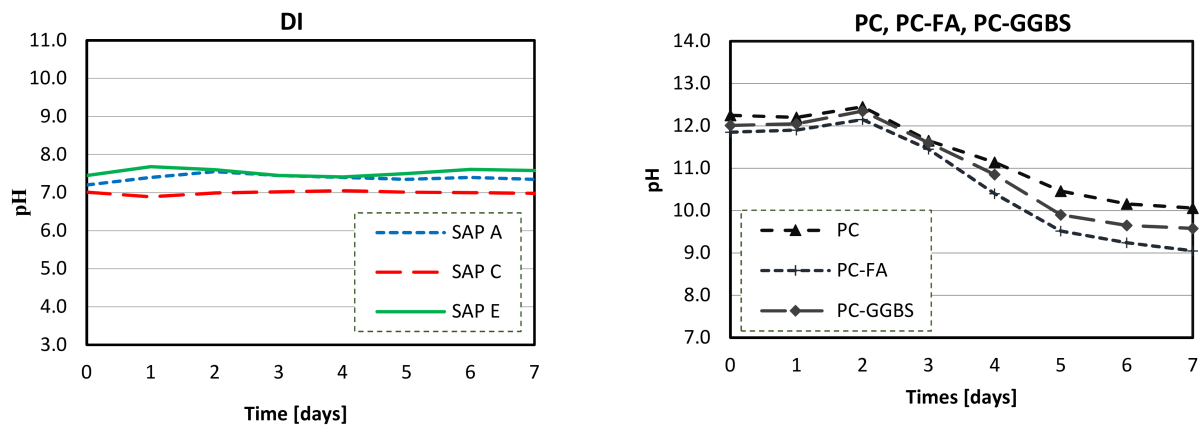 DI
11.0
10.0
9.0
8.0
7.0
6.0
5.0
4.0
3.0
pH
SAP A
SAP C
SAP E
0 1 2 3 4 5 6 7
Time [days]
PC, PC-FA, PC-GGBS
14.0
13.0
12.0
11.0
10.0
9.0
8.0
7.0
pH
PC
PC-FA
PC-GGBS
0 1 2 3 4 5 6 7
Times [days]